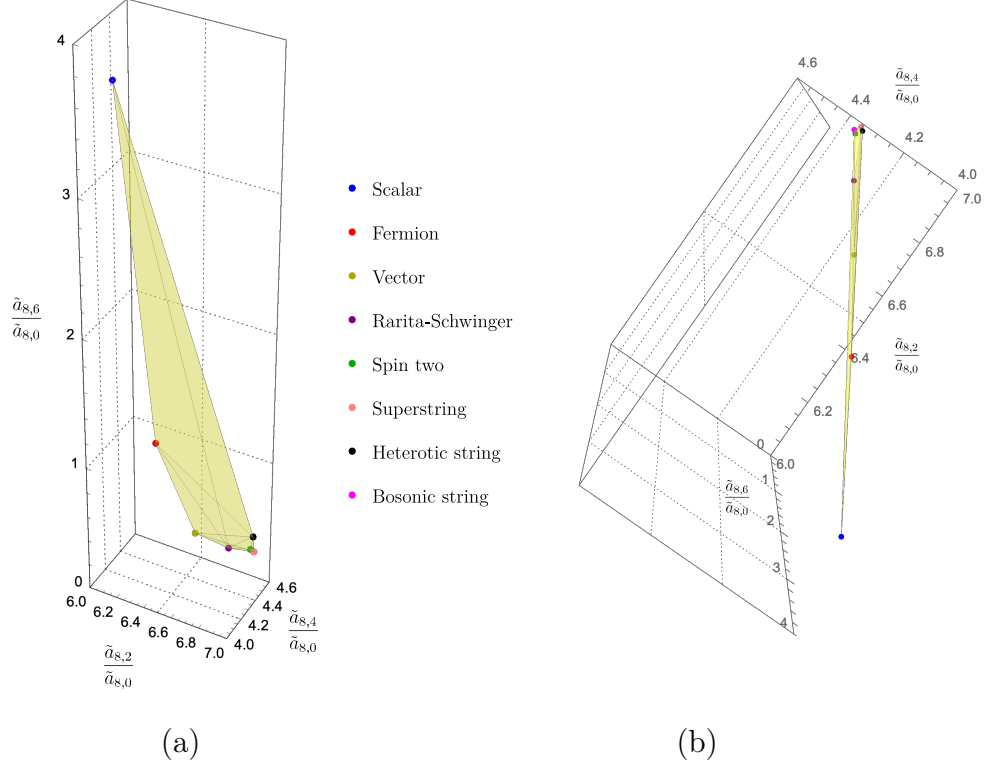 4
3
ã8,6
ã8,0
2
1
0
6.0
6.2
6.4
6.6
6.8
7.0
4.0
4.2
4.4
4.6
ã8,2
ã8,0
ã8,4
ã8,0
Scalar
Fermion
Vector
Rarita-Schwinger
Spin two
Superstring
Heterotic string
Bosonic string
4.6
4.4
ã8,4
ã8,0
4.2
4.0
7.0
6.8
6.6
6.4
ã8,2
ã8,0
6.2
6.0
0
1
2
3
4
ã8,6
ã8,0
(a)
(b)